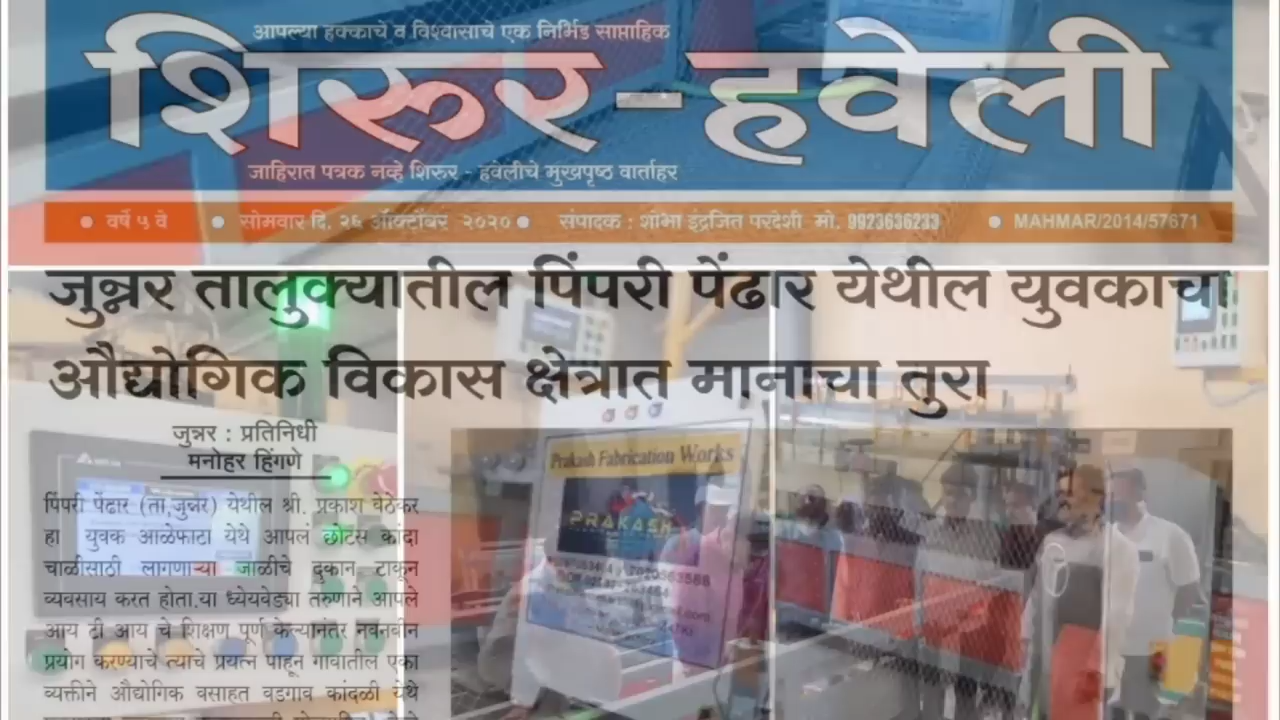 आपल्या हक्काचे व विश्वासाचे एक निर्भिड साप्ताहिक
शिरुर-हवेली
जाहिरात पत्रक नव्हे शिरुर - हवेलीचे मुखपृष्ठ वार्ताहर
वर्षे ५ वे सोमवार दि. २६ ऑक्टोंबर २०२० संपादक : शोभा इंद्रजित परदेशी मो. 9923636233 MAHMAR/2014/57671
जुन्नर तालुक्यातील पिंपरी पेंढार येथील युवकाचा
औद्योगिक विकास क्षेत्रात मानाचा तुरा
जुन्नर : प्रतिनिधी
मनोहर हिंगणे
पिंपरी पेंढार (ता,जुन्नर) येथील श्री. प्रकाश बेठेकर
हा युवक आळेफाटा येथे आपलं छोटंस कांदा
चाळीसाठी लागणाऱ्या जाळीचे दुकान टाकून
व्यवसाय करत होता.या ध्येयवेड्या तरुणाने आपले
आय टी आय चे शिक्षण पूर्ण केल्यानंतर नवनवीन
प्रयोग करण्याचे त्याचे प्रयत्न पाहून गावातील एका
व्यक्तीने औद्योगिक वसाहत वडगाव कांदळी येथे
Prakash Fabrication Works
PRAKASH